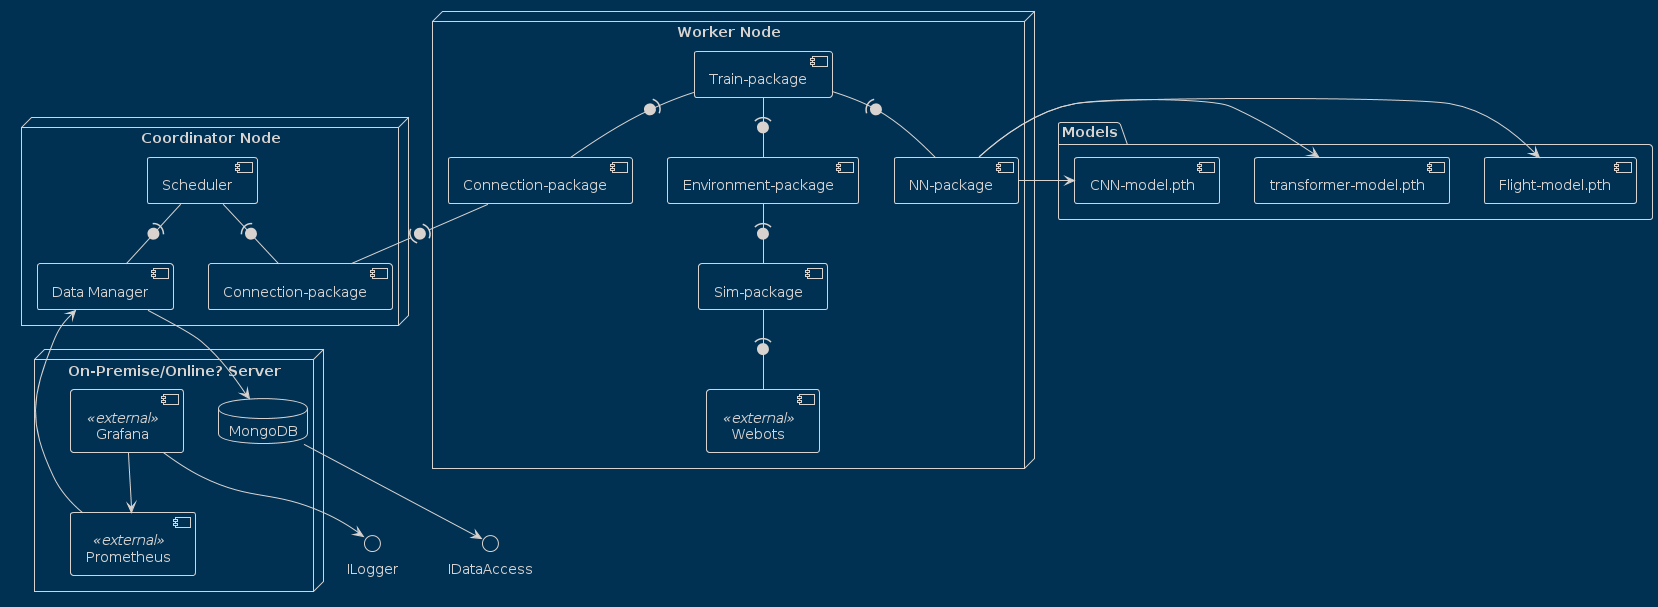 Worker Node
Train-package
Coordinator Node
Models
Scheduler
Connection-package
Environment-package
NN-package
CNN-model.pth
transformer-model.pth
Flight-model.pth
Data Manager
Connection-package
Sim-package
On-Premise/Online? Server
«external»
Grafana
MongoDB
«external»
Webots
«external»
Prometheus
ILogger
IDataAccess